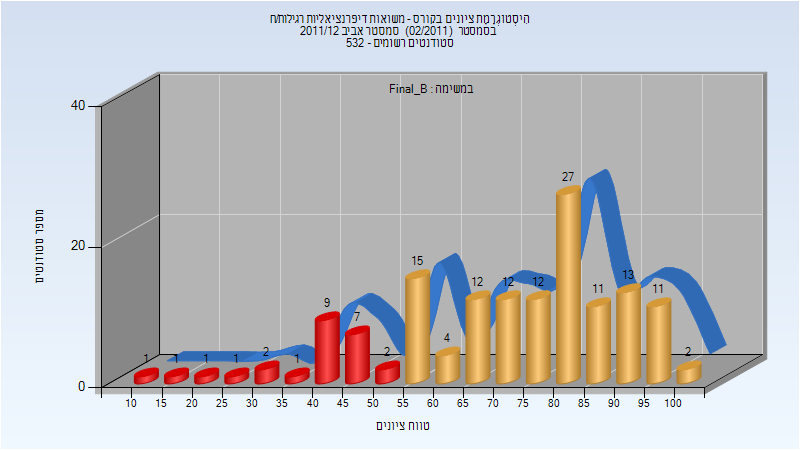 הִיסְטוֹגְרָמַת ציונים בקורס - משוואות דיפרנציאליות רגילות/ח
בסמסטר (02/2011) סמסטר אביב 2011/12
סטודנטים רשומים - 532
במשימה : Final_B
מספר סטודנטים
40
20
0
1 1 1 1 2 1 9 7 2 15 4 12 12 12 27 11 13 11 2
10 15 20 25 30 35 40 45 50 55 60 65 70 75 80 85 90 95 100
טווח ציונים